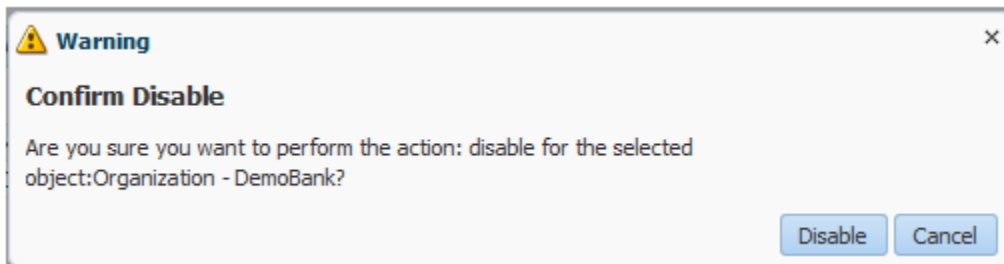 Warning
Confirm Disable
Are you sure you want to perform the action: disable for the selected
object:Organization - DemoBank?
Disable Cancel